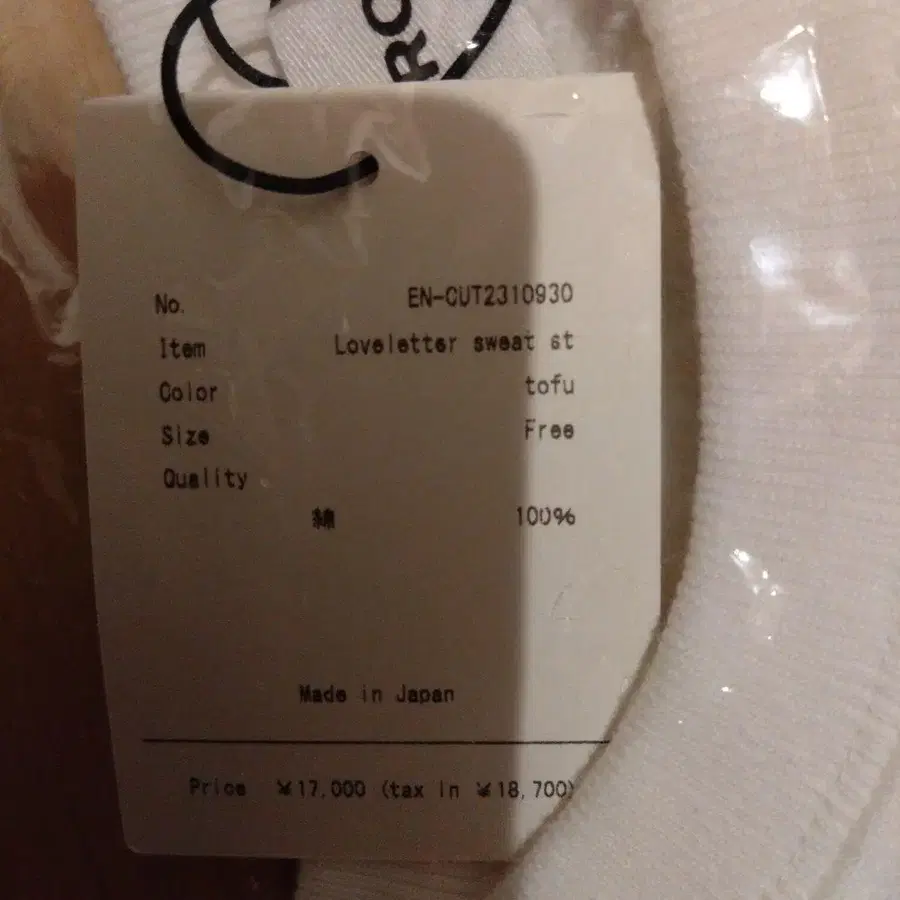 No. EN-CUT2310930
Item Loveletter sweat st
Color tofu
Size Free
Quality
綿 100%
Made in Japan
Price ¥17,000 (tax in ¥18,700)